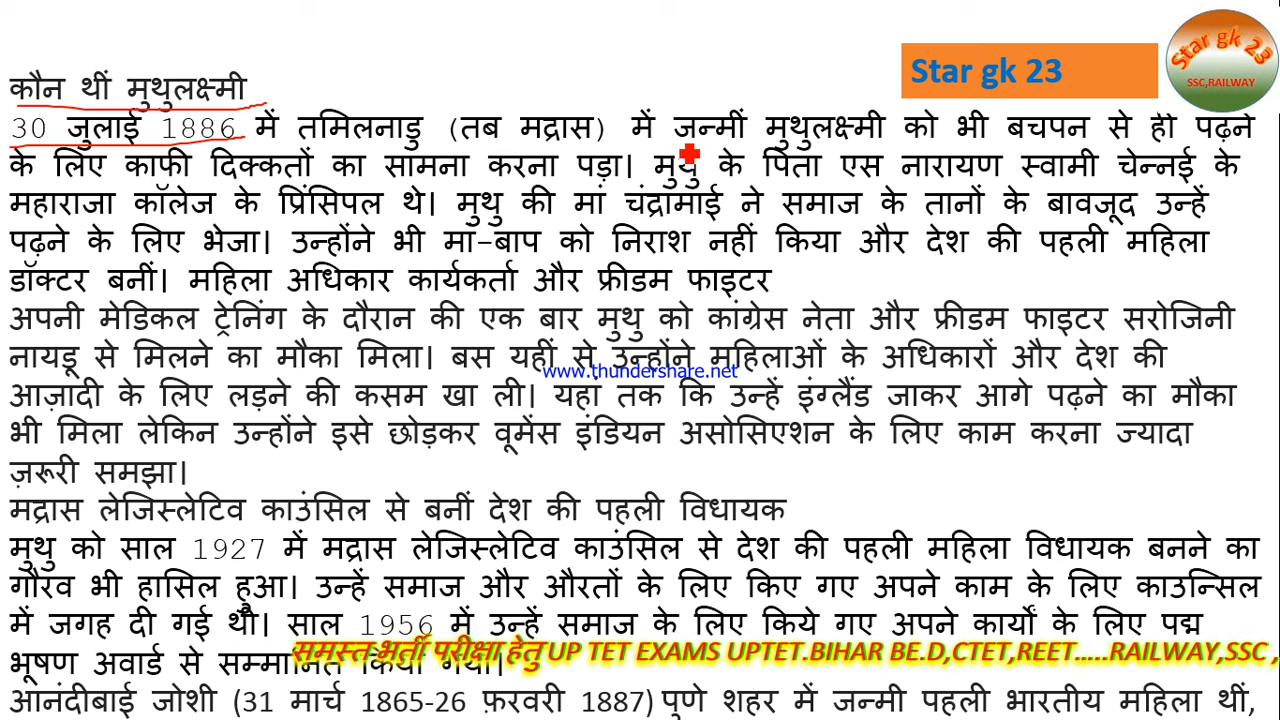 Star gk 23
Star gk 23
SSC,RAILWAY
कौन थीं मुथुलक्ष्मी
30 जुलाई 1886 में तमिलनाडु (तब मद्रास) में जन्मीं मुथुलक्ष्मी को भी बचपन से ही पढ़ने
के लिए काफी दिक्कतों का सामना करना पड़ा। मुथु के पिता एस नारायण स्वामी चेन्नई के
महाराजा कॉलेज के प्रिंसिपल थे। मुथु की मां चंद्रामाई ने समाज के तानों के बावजूद उन्हें
पढ़ने के लिए भेजा। उन्होंने भी मां-बाप को निराश नहीं किया और देश की पहली महिला
डॉक्टर बनीं। महिला अधिकार कार्यकर्ता और फ्रीडम फाइटर
अपनी मेडिकल ट्रेनिंग के दौरान की एक बार मुथु को कांग्रेस नेता और फ्रीडम फाइटर सरोजिनी
नायडू से मिलने का मौका मिला। बस यहीं से उन्होंने महिलाओं के अधिकारों और देश की
www.thundershare.net
आज़ादी के लिए लड़ने की कसम खा ली। यहां तक कि उन्हें इंग्लैंड जाकर आगे पढ़ने का मौका
भी मिला लेकिन उन्होंने इसे छोड़कर वूमेंस इंडियन असोसिएशन के लिए काम करना ज्यादा
ज़रूरी समझा।
मद्रास लेजिस्लेटिव काउंसिल से बनीं देश की पहली विधायक
मुथु को साल 1927 में मद्रास लेजिस्लेटिव काउंसिल से देश की पहली महिला विधायक बनने का
गौरव भी हासिल हुआ। उन्हें समाज और औरतों के लिए किए गए अपने काम के लिए काउन्सिल
में जगह दी गई थी। साल 1956 में उन्हें समाज के लिए किये गए अपने कार्यों के लिए पद्म
समस्त भर्ती परीक्षा हेतु UP TET EXAMS UPTET.BIHAR BE.D,CTET,REET.....RAILWAY,SSC ,
भूषण अवार्ड से सम्मानित किया गया।
आनंदीबाई जोशी (31 मार्च 1865-26 फ़रवरी 1887) पुणे शहर में जन्मी पहली भारतीय महिला थीं,